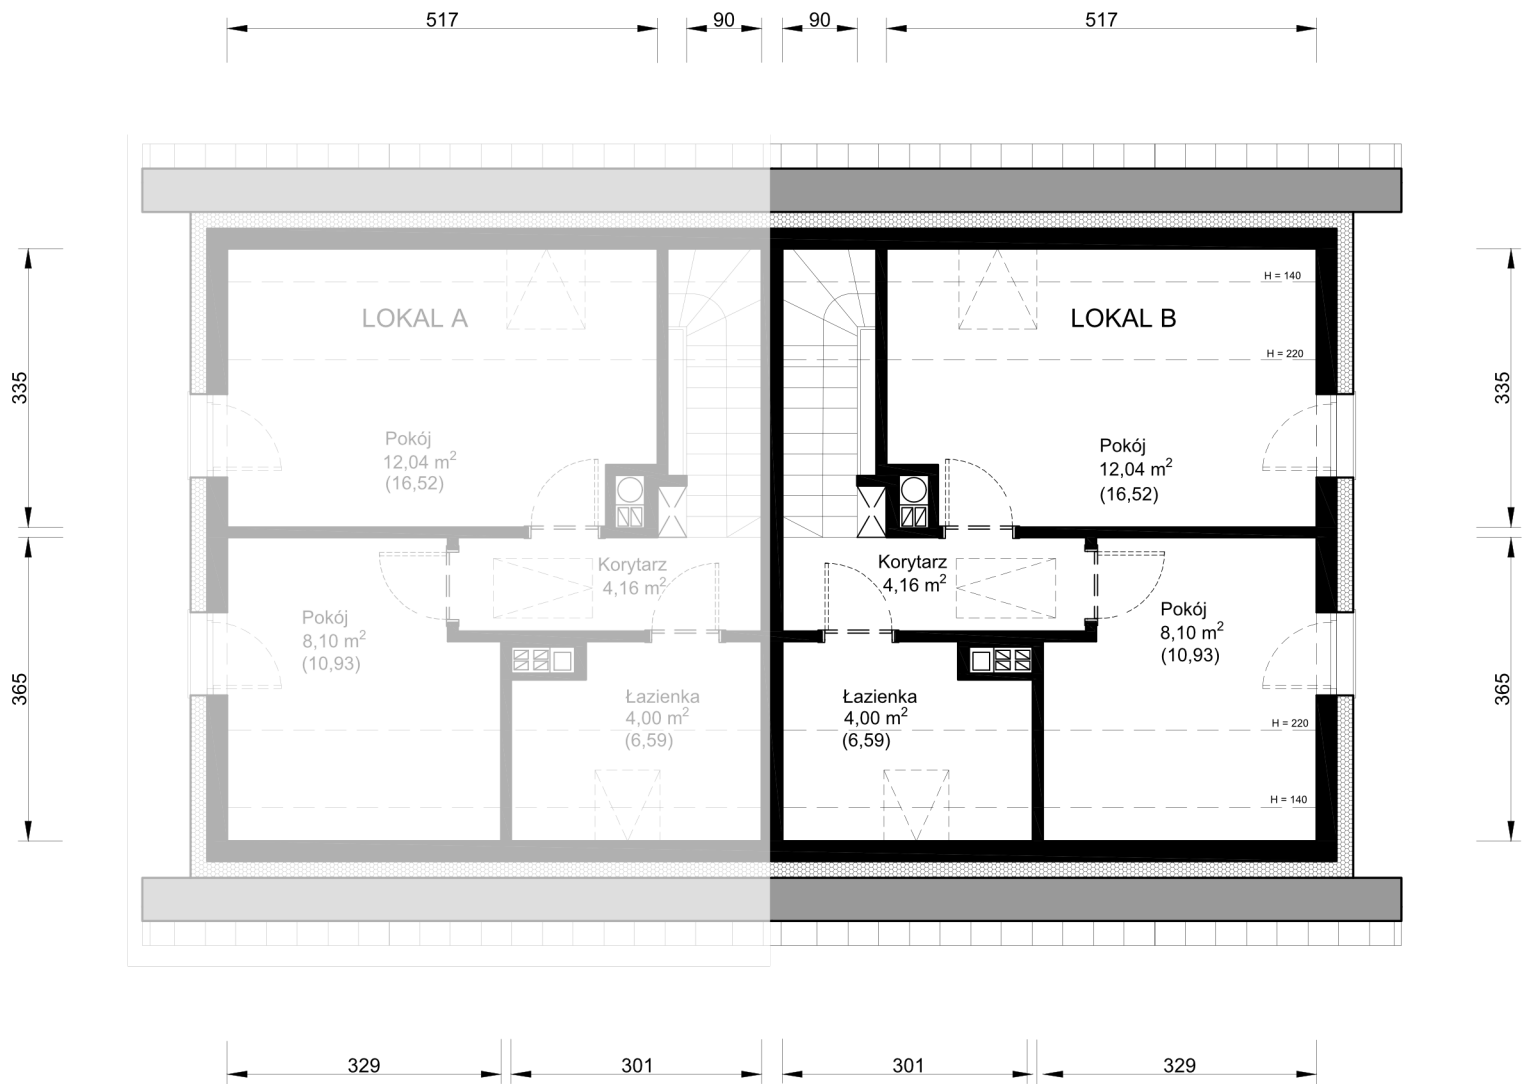 517
90
90
517
H = 140
LOKAL A
LOKAL B
H = 220
335
335
Pokój
12,04 m²
(16,52)
Pokój
12,04 m²
(16,52)
Korytarz
4,16 m²
Korytarz
4,16 m²
Pokój
8,10 m²
(10,93)
Pokój
8,10 m²
(10,93)
365
365
Łazienka
4,00 m²
(6,59)
Łazienka
4,00 m²
(6,59)
H = 220
H = 140
329
301
301
329